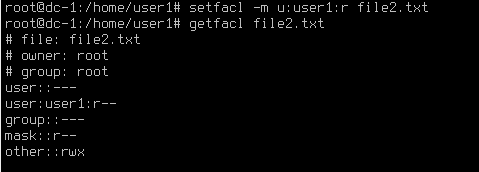 root@dc-1:/home/user1# setfacl -m u:user1:r file2.txt
root@dc-1:/home/user1# getfacl file2.txt
# file: file2.txt
# owner: root
# group: root
user::---
user:user1:r--
group::---
mask::r--
other::rwx